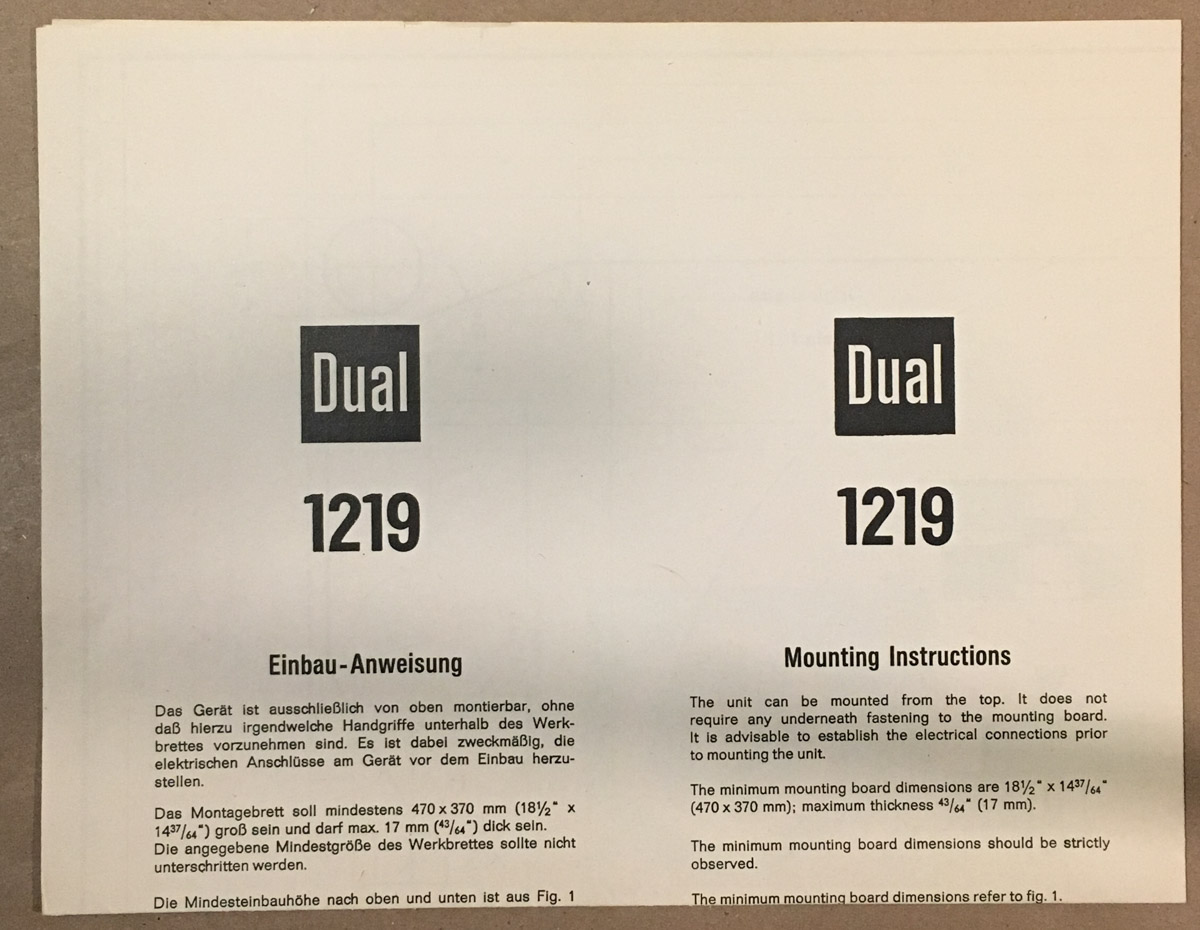 Dual
1219
Einbau-Anweisung
Das Gerät ist ausschließlich von oben montierbar, ohne
daß hierzu irgendwelche Handgriffe unterhalb des Werk-
brettes vorzunehmen sind. Es ist dabei zweckmäßig, die
elektrischen Anschlüsse am Gerät vor dem Einbau herzu-
stellen.
Das Montagebrett soll mindestens 470 x 370 mm (18½" x
14³⁷/₆₄") groß sein und darf max. 17 mm (⁴³/₆₄") dick sein.
Die angegebene Mindestgröße des Werkbrettes sollte nicht
unterschritten werden.
Die Mindesteinbauhöhe nach oben und unten ist aus Fig. 1
Dual
1219
Mounting Instructions
The unit can be mounted from the top. It does not
require any underneath fastening to the mounting board.
It is advisable to establish the electrical connections prior
to mounting the unit.
The minimum mounting board dimensions are 18½" x 14³⁷/₆₄"
(470 x 370 mm); maximum thickness ⁴³/₆₄" (17 mm).
The minimum mounting board dimensions should be strictly
observed.
The minimum mounting board dimensions refer to fig. 1.